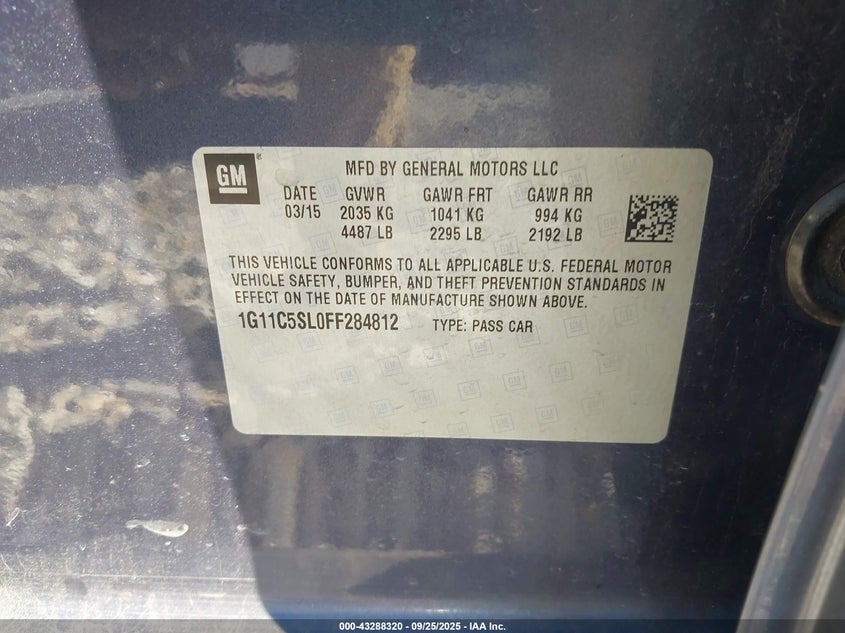 GM
MFD BY GENERAL MOTORS LLC
DATE GVWR GAWR FRT GAWR RR
03/15 2035 KG 1041 KG 994 KG
4487 LB 2295 LB 2192 LB
THIS VEHICLE CONFORMS TO ALL APPLICABLE U.S. FEDERAL MOTOR
VEHICLE SAFETY, BUMPER, AND THEFT PREVENTION STANDARDS IN
EFFECT ON THE DATE OF MANUFACTURE SHOWN ABOVE.
1G11C5SL0FF284812 TYPE: PASS CAR
000-43288320 — 09/25/2025 — IAA Inc.